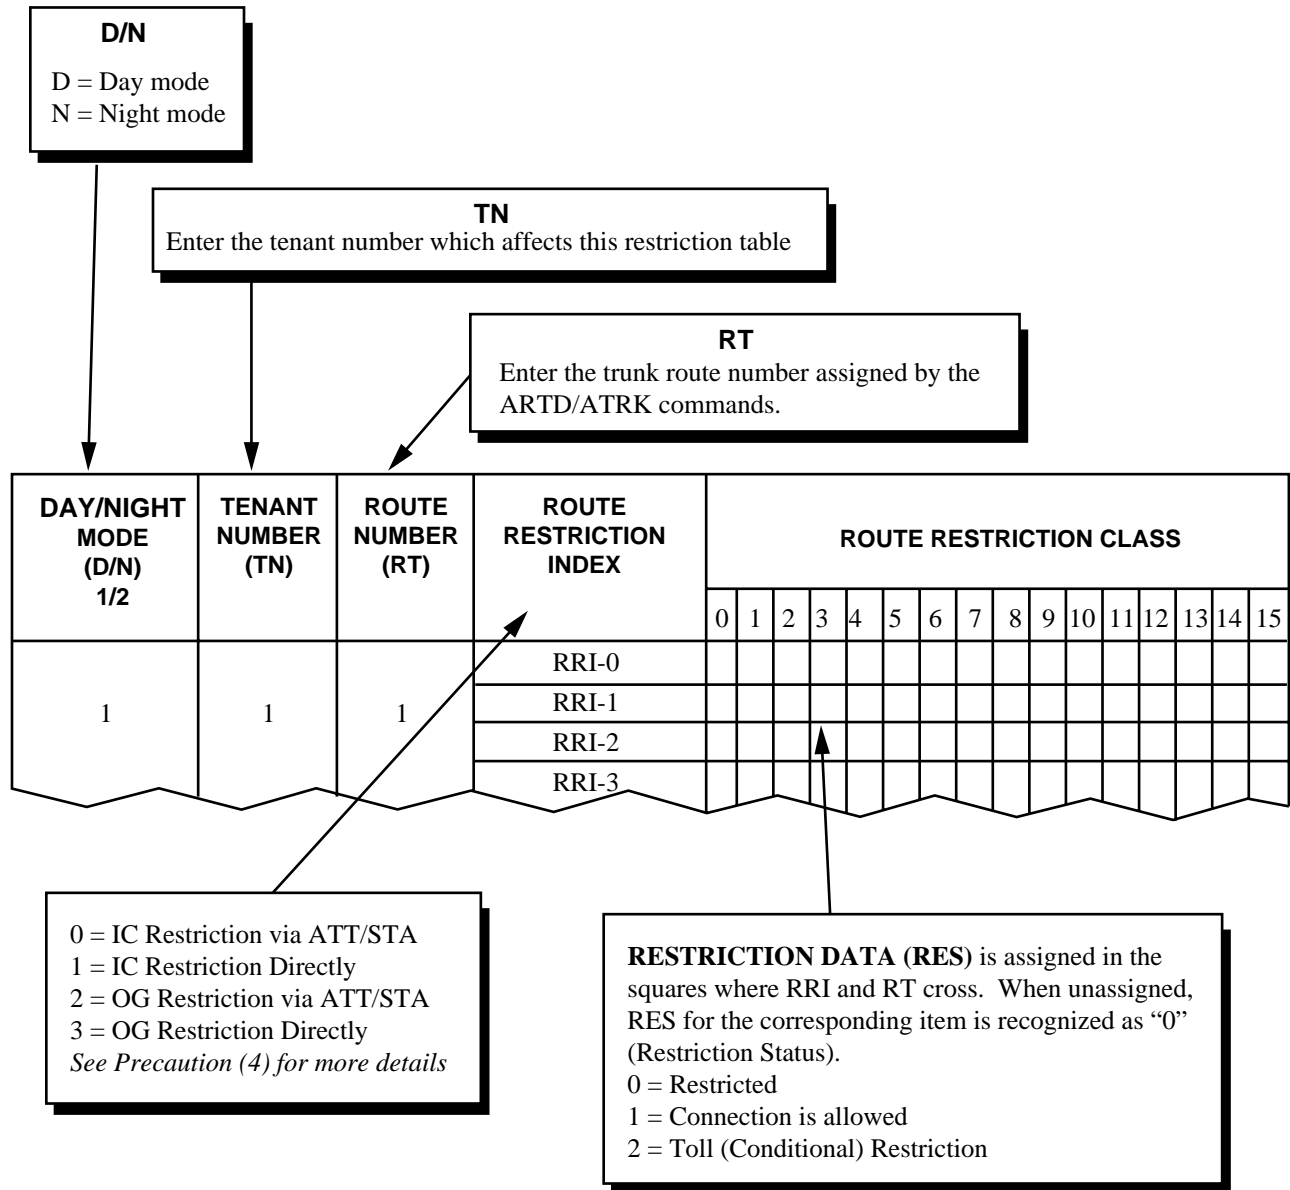 D/N
D = Day mode
N = Night mode
TN
Enter the tenant number which affects this restriction table
RT
Enter the trunk route number assigned by the
ARTD/ATRK commands.
DAY/NIGHT
MODE
(D/N)
1/2
TENANT
NUMBER
(TN)
ROUTE
NUMBER
(RT)
ROUTE
RESTRICTION
INDEX
ROUTE RESTRICTION CLASS
0 1 2 3 4 5 6 7 8 9 10 11 12 13 14 15
1 1 1
RRI-0
RRI-1
RRI-2
RRI-3
0 = IC Restriction via ATT/STA
1 = IC Restriction Directly
2 = OG Restriction via ATT/STA
3 = OG Restriction Directly
See Precaution (4) for more details
RESTRICTION DATA (RES) is assigned in the
squares where RRI and RT cross.  When unassigned,
RES for the corresponding item is recognized as “0”
(Restriction Status).
0 = Restricted
1 = Connection is allowed
2 = Toll (Conditional) Restriction